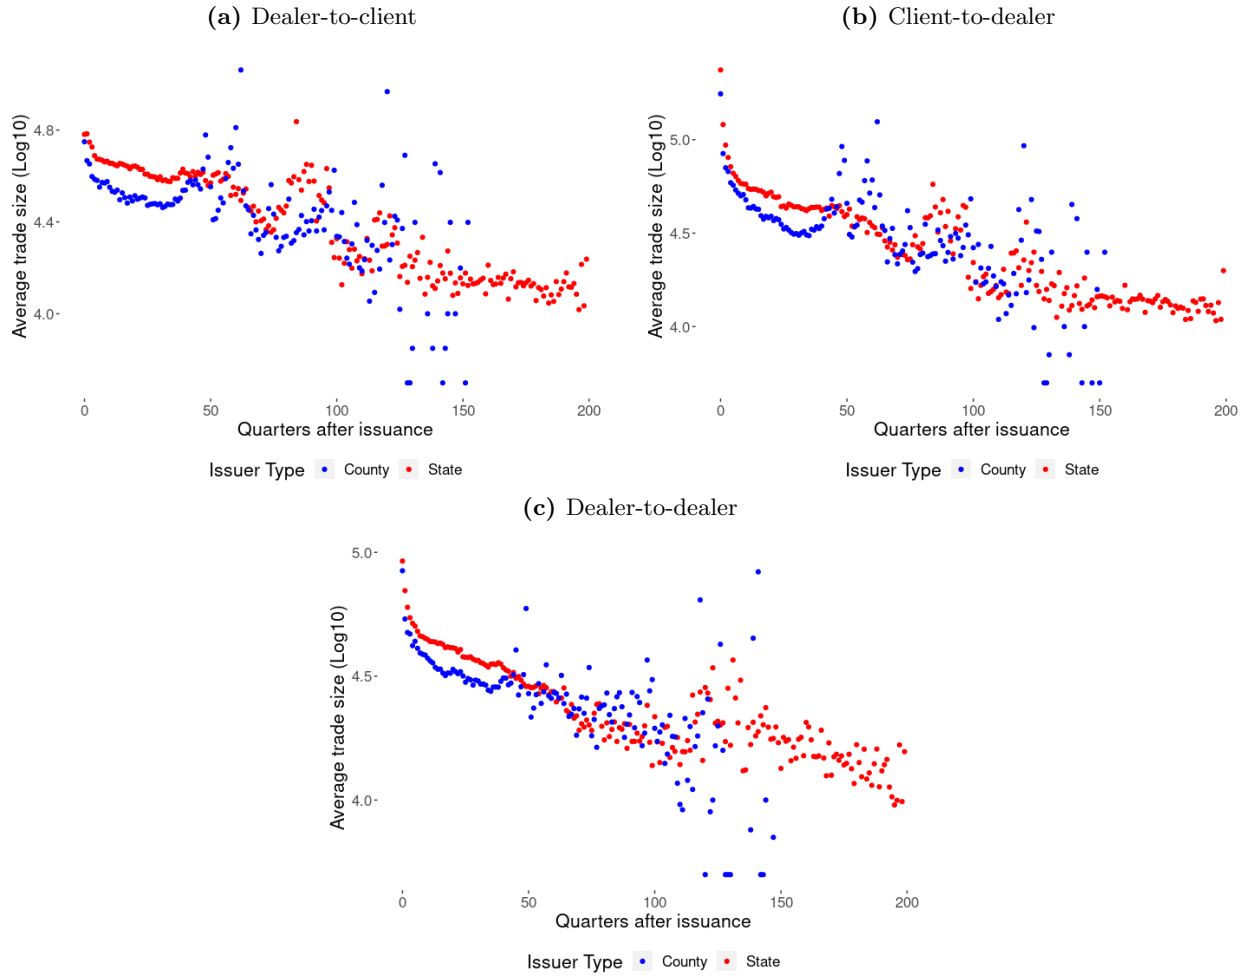 (a) Dealer-to-client
Average trade size (Log10)
4.8
4.4
4.0
0 50 100 150 200
Quarters after issuance
Issuer Type County State
(b) Client-to-dealer
Average trade size (Log10)
5.0
4.5
4.0
0 50 100 150 200
Quarters after issuance
Issuer Type County State
(c) Dealer-to-dealer
Average trade size (Log10)
5.0
4.5
4.0
0 50 100 150 200
Quarters after issuance
Issuer Type County State